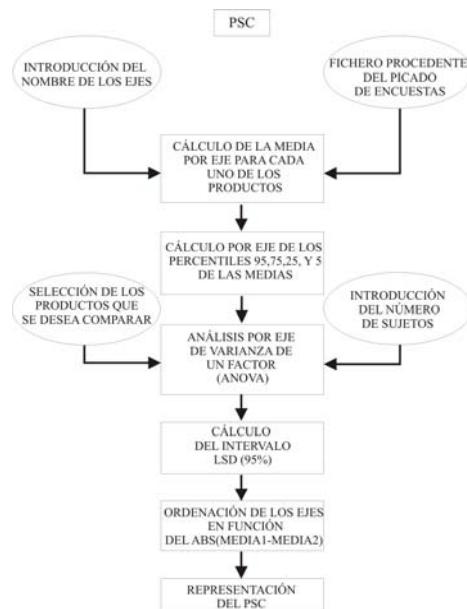 PSC
INTRODUCCIÓN DEL
NOMBRE DE LOS EJES
FICHERO PROCEDENTE
DEL PICADO
DE ENCUESTAS
CÁLCULO DE LA MEDIA
POR EJE PARA CADA
UNO DE LOS
PRODUCTOS
CÁLCULO POR EJE DE LOS
PERCENTILES 95,75,25, Y 5
DE LAS MEDIAS
SELECCIÓN DE LOS
PRODUCTOS QUE
SE DESEA COMPARAR
INTRODUCCIÓN
DEL NÚMERO
DE SUJETOS
ANÁLISIS POR EJE
DE VARIANZA DE
UN FACTOR
(ANOVA)
CÁLCULO
DEL INTERVALO
LSD (95%)
ORDENACIÓN DE LOS EJES
EN FUNCIÓN
DEL ABS(MEDIA1-MEDIA2)
REPRESENTACIÓN
DEL PSC